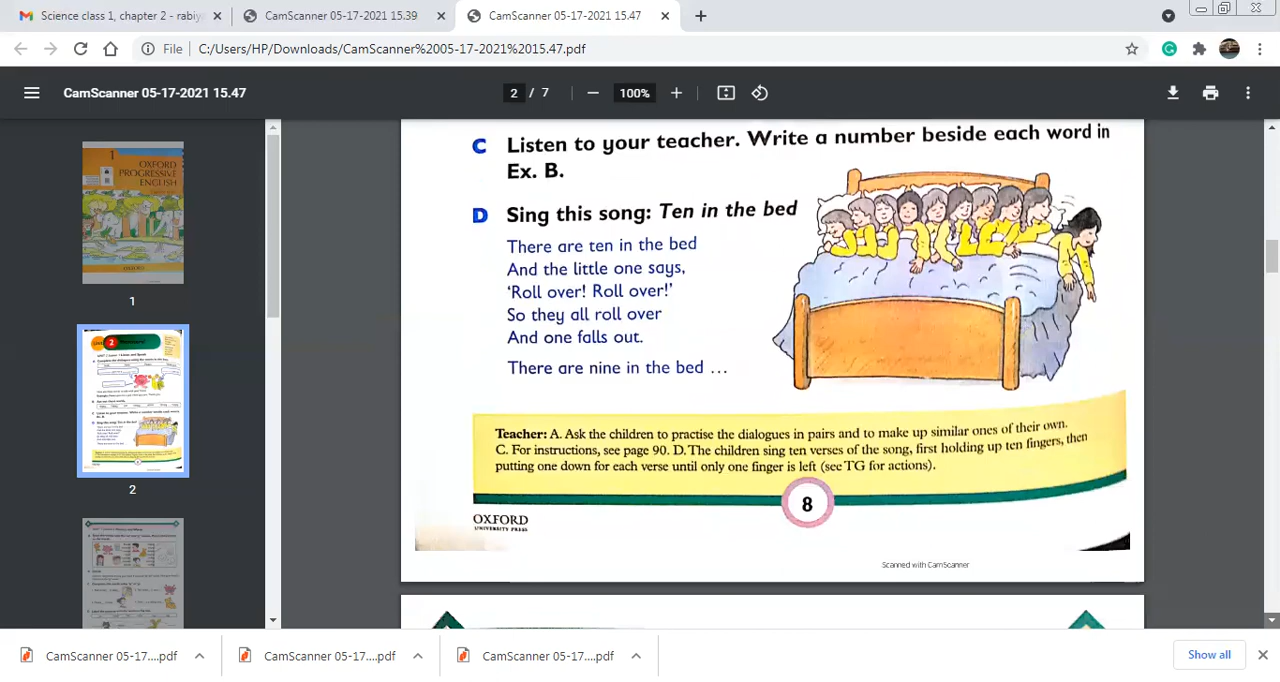 Science class 1, chapter 2 - rabiy
CamScanner 05-17-2021 15.39
CamScanner 05-17-2021 15.47
File
C:/Users/HP/Downloads/CamScanner%2005-17-2021%2015.47.pdf
CamScanner 05-17-2021 15.47
2 / 7
100%
1
OXFORD
PROGRESSIVE
ENGLISH
OXFORD
1
2
C Listen to your teacher. Write a number beside each word in
Ex. B.
D Sing this song: Ten in the bed
There are ten in the bed
And the little one says,
‘Roll over! Roll over!’
So they all roll over
And one falls out.
There are nine in the bed ...
Teacher: A. Ask the children to practise the dialogues in pairs and to make up similar ones of their own.
C. For instructions, see page 90. D. The children sing ten verses of the song, first holding up ten fingers, then
putting one down for each verse until only one finger is left (see TG for actions).
8
OXFORD
UNIVERSITY PRESS
Scanned with CamScanner
CamScanner 05-17....pdf
CamScanner 05-17....pdf
CamScanner 05-17....pdf
Show all